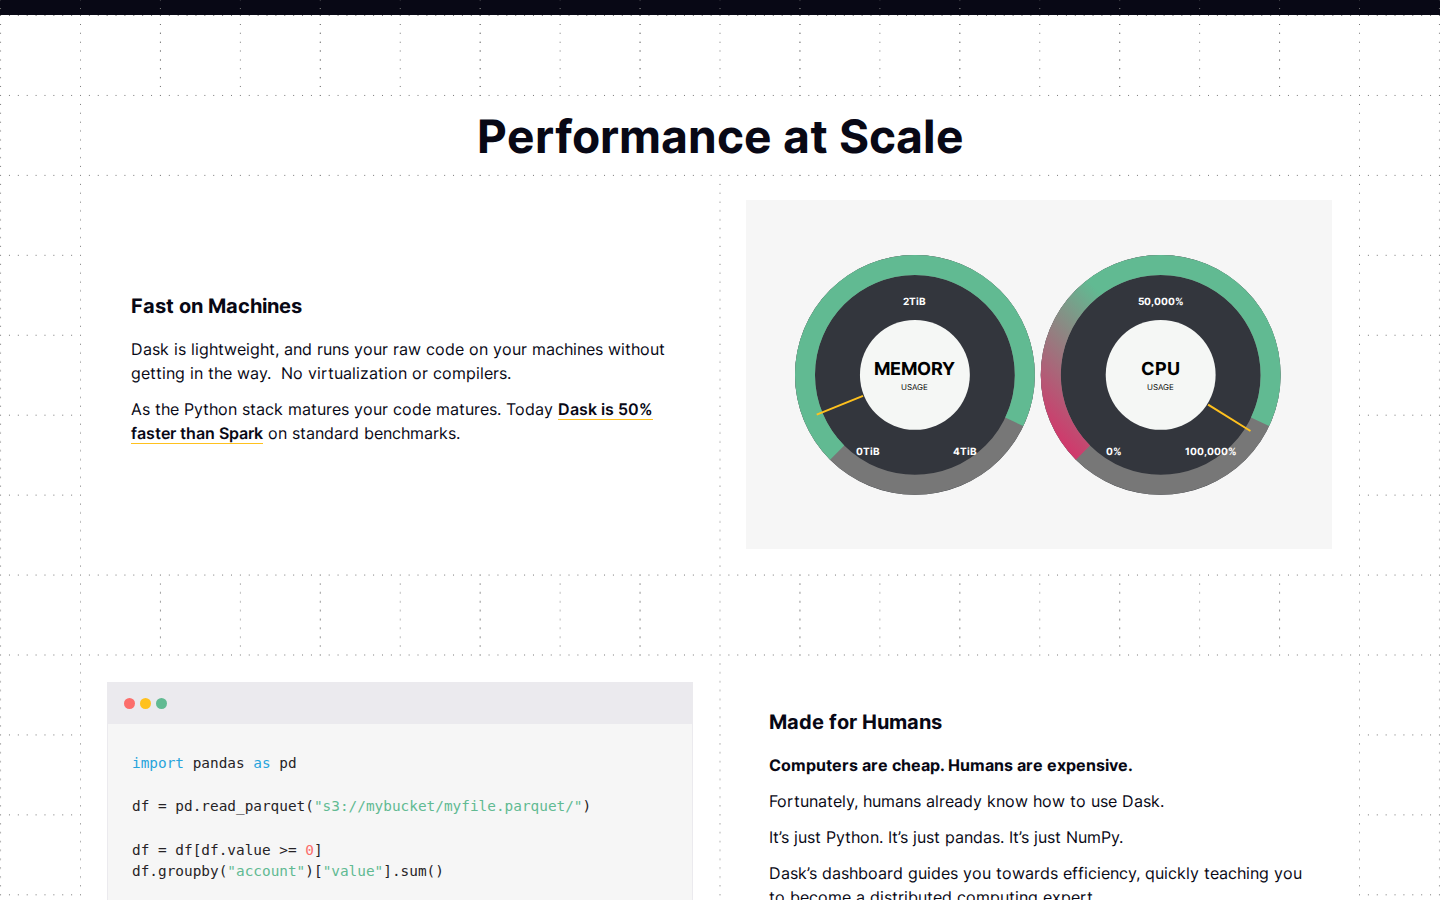 Performance at Scale
Fast on Machines
Dask is lightweight, and runs your raw code on your machines without
getting in the way.  No virtualization or compilers.
As the Python stack matures your code matures. Today Dask is 50%
faster than Spark on standard benchmarks.
2TiB
MEMORY
USAGE
0TiB
4TiB
50,000%
CPU
USAGE
0%
100,000%
import pandas as pd
df = pd.read_parquet("s3://mybucket/myfile.parquet/")
df = df[df.value >= 0]
df.groupby("account")["value"].sum()
Made for Humans
Computers are cheap. Humans are expensive.
Fortunately, humans already know how to use Dask.
It’s just Python. It’s just pandas. It’s just NumPy.
Dask’s dashboard guides you towards efficiency, quickly teaching you
to become a distributed computing expert.